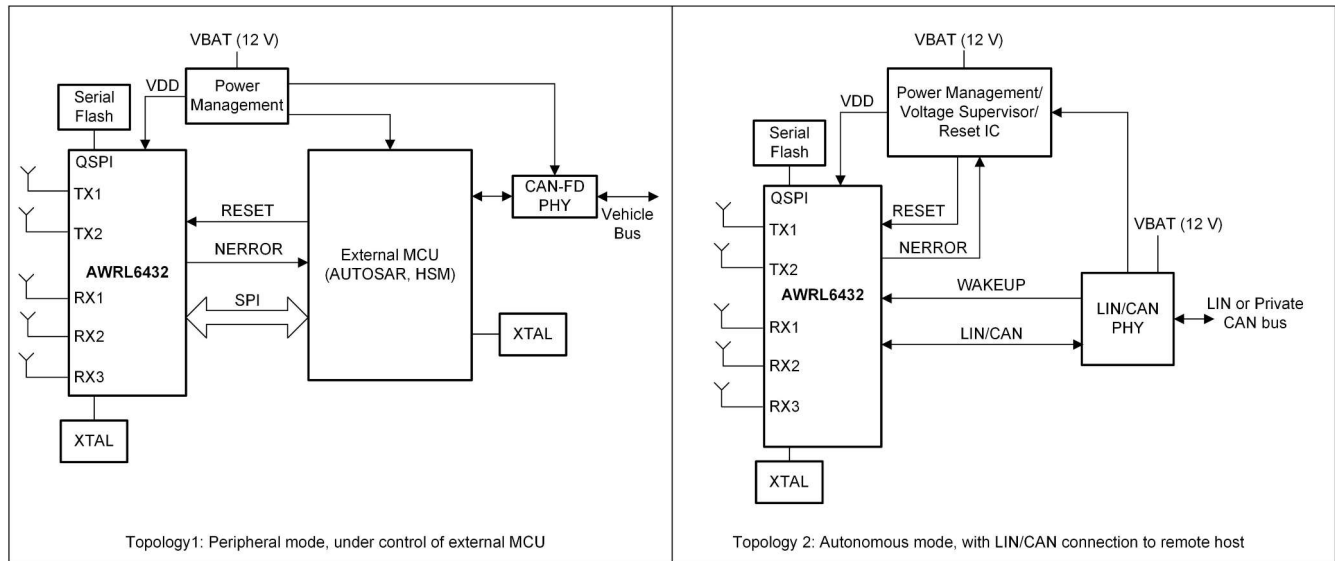 VBAT (12 V)
VDD
Power
Management
Serial
Flash
QSPI
TX1
TX2
AWRL6432
RX1
RX2
RX3
XTAL
RESET
NERROR
SPI
External MCU
(AUTOSAR, HSM)
XTAL
CAN-FD
PHY
Vehicle
Bus
Topology1: Peripheral mode, under control of external MCU
VBAT (12 V)
VDD
Power Management/
Voltage Supervisor/
Reset IC
Serial
Flash
QSPI
TX1
TX2
AWRL6432
RX1
RX2
RX3
XTAL
RESET
NERROR
WAKEUP
LIN/CAN
VBAT (12 V)
LIN/CAN
PHY
LIN or Private
CAN bus
Topology 2: Autonomous mode, with LIN/CAN connection to remote host